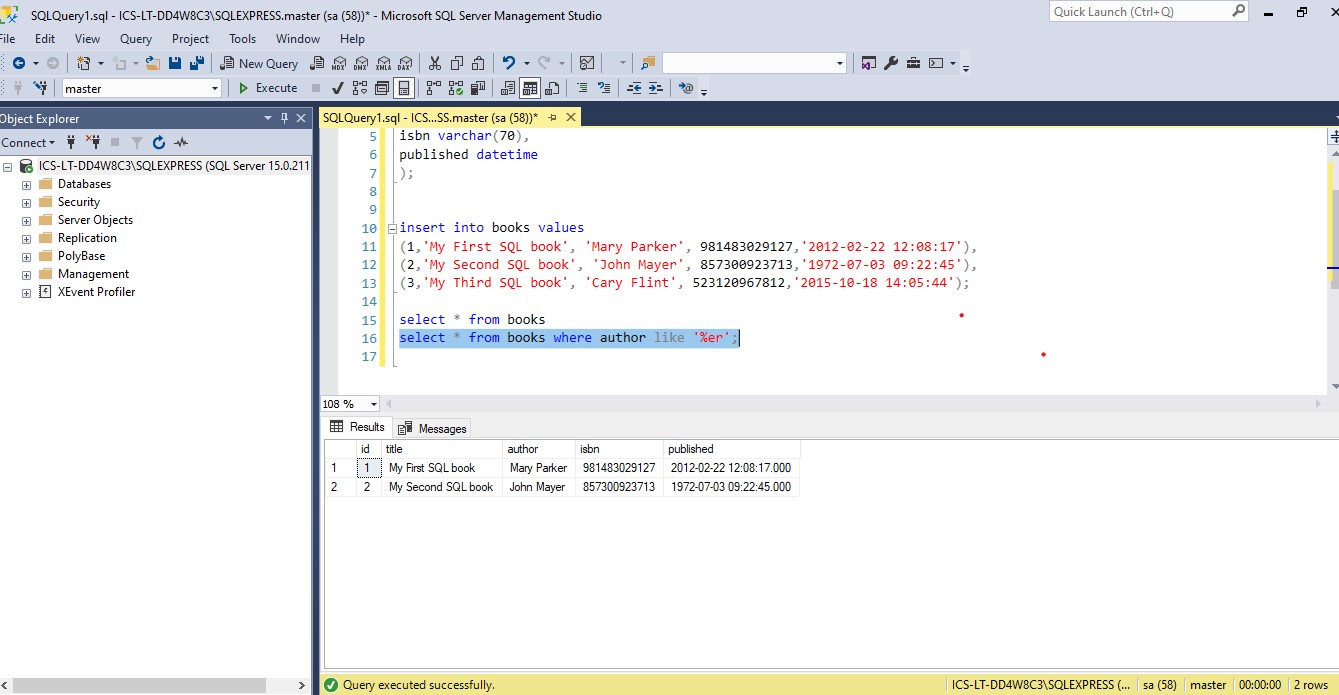 SQLQuery1.sql - ICS-LT-DD4W8C3\SQLEXPRESS.master (sa (58))* - Microsoft SQL Server Management Studio
Quick Launch (Ctrl+Q)
File Edit View Query Project Tools Window Help
New Query
MDX DMX XMLA DAX
master Execute
Object Explorer
SQLQuery1.sql - ICS...SS.master (sa (58))*
Connect
ICS-LT-DD4W8C3\SQLEXPRESS (SQL Server 15.0.211
Databases
Security
Server Objects
Replication
PolyBase
Management
XEvent Profiler
5 isbn varchar(70),
6 published datetime
7 );
8
9
10 insert into books values
11 (1,'My First SQL book', 'Mary Parker', 981483029127,'2012-02-22 12:08:17'),
12 (2,'My Second SQL book', 'John Mayer', 857300923713,'1972-07-03 09:22:45'),
13 (3,'My Third SQL book', 'Cary Flint', 523120967812,'2015-10-18 14:05:44');
14
15 select * from books
16 select * from books where author like '%er';
17
108 %
Results Messages
id title author isbn published
1 1 My First SQL book Mary Parker 981483029127 2012-02-22 12:08:17.000
2 2 My Second SQL book John Mayer 857300923713 1972-07-03 09:22:45.000
Query executed successfully.
ICS-LT-DD4W8C3\SQLEXPRESS (... sa (58) master 00:00:00 2 rows